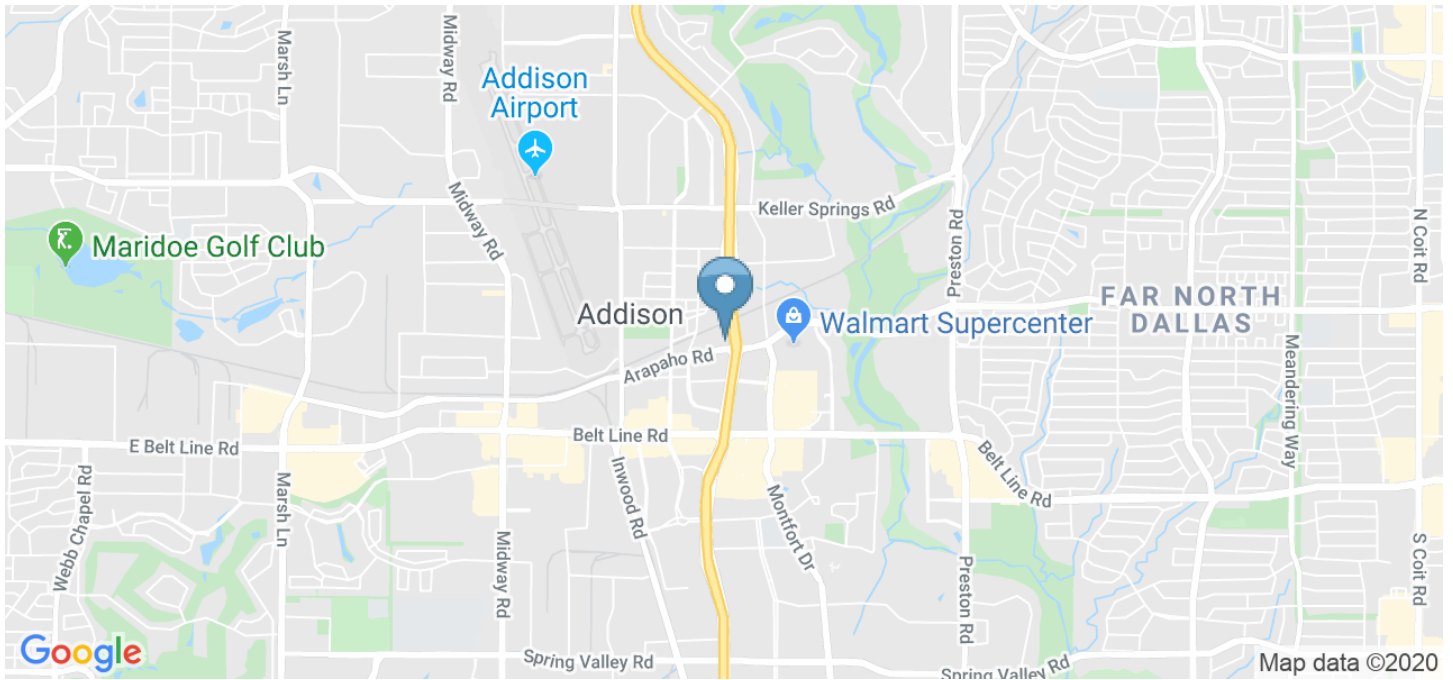 Marsh Ln
Midway Rd
Addison
Airport
Midway Rd
Keller Springs Rd
Preston Rd
N Coit Rd
Maridoe Golf Club
Addison
Walmart Supercenter
FAR NORTH
DALLAS
Arapaho Rd
Meandering Way
E Belt Line Rd
Belt Line Rd
Belt Line Rd
Webb Chapel Rd
Marsh Ln
Inwood Rd
Montfort Dr
Midway Rd
Preston Rd
S Coit Rd
Google
Spring Valley Rd
Spring Valley Rd
Map data ©2020